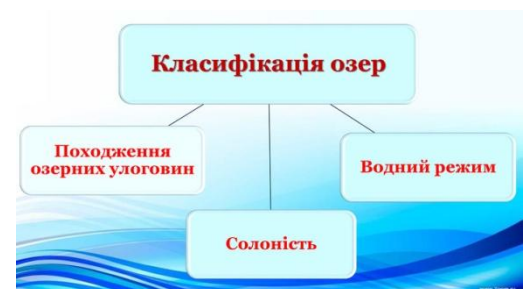 Класифікація озер
Походження
озерних улоговин
Водний режим
Солоність